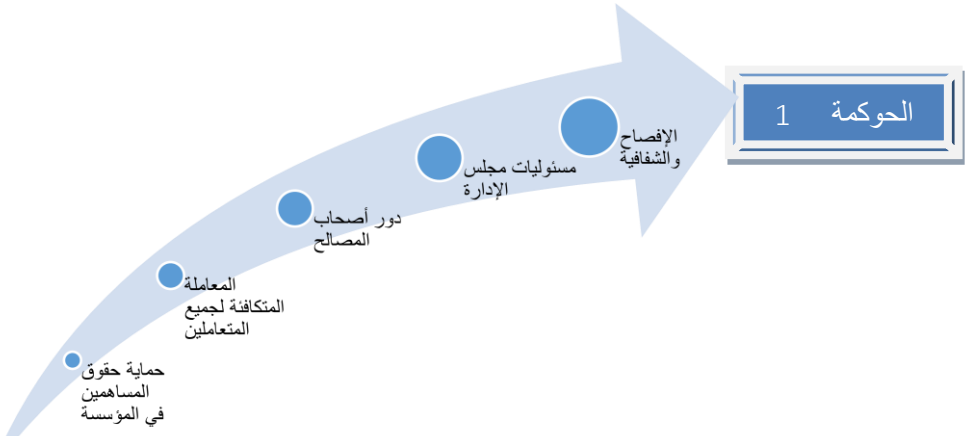 الحوكمة 1
الإفصاح
والشفافية
مسئوليات مجلس
الإدارة
دور أصحاب
المصالح
المعاملة
المتكافئة لجميع
المتعاملين
حماية حقوق
المساهمين
في المؤسسة